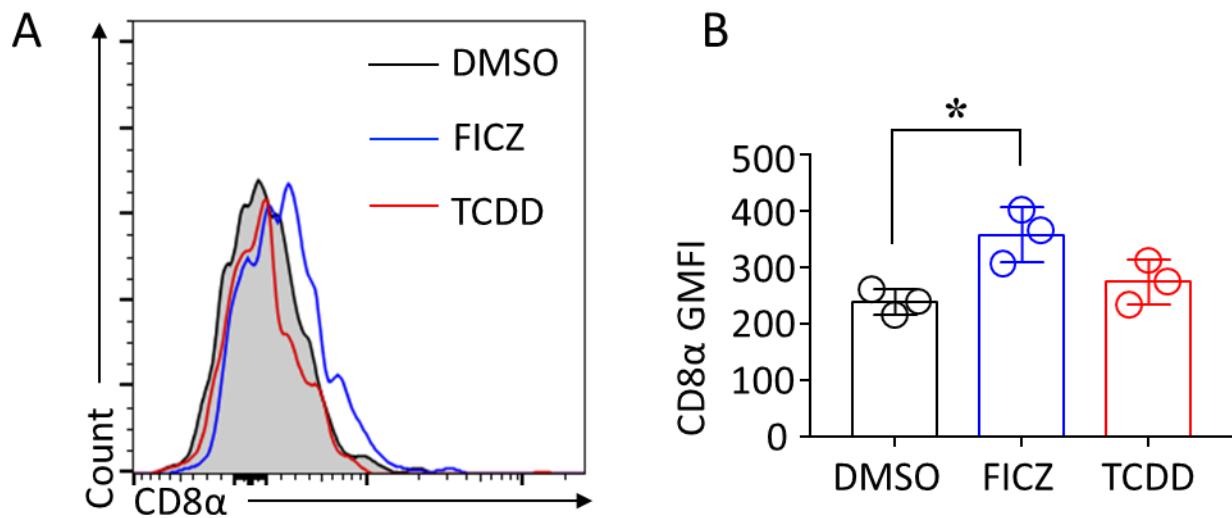 A
DMSO
FICZ
TCDD
Count
CD8α
B
*
CD8α GMFI
500
400
300
200
100
0
DMSO FICZ TCDD